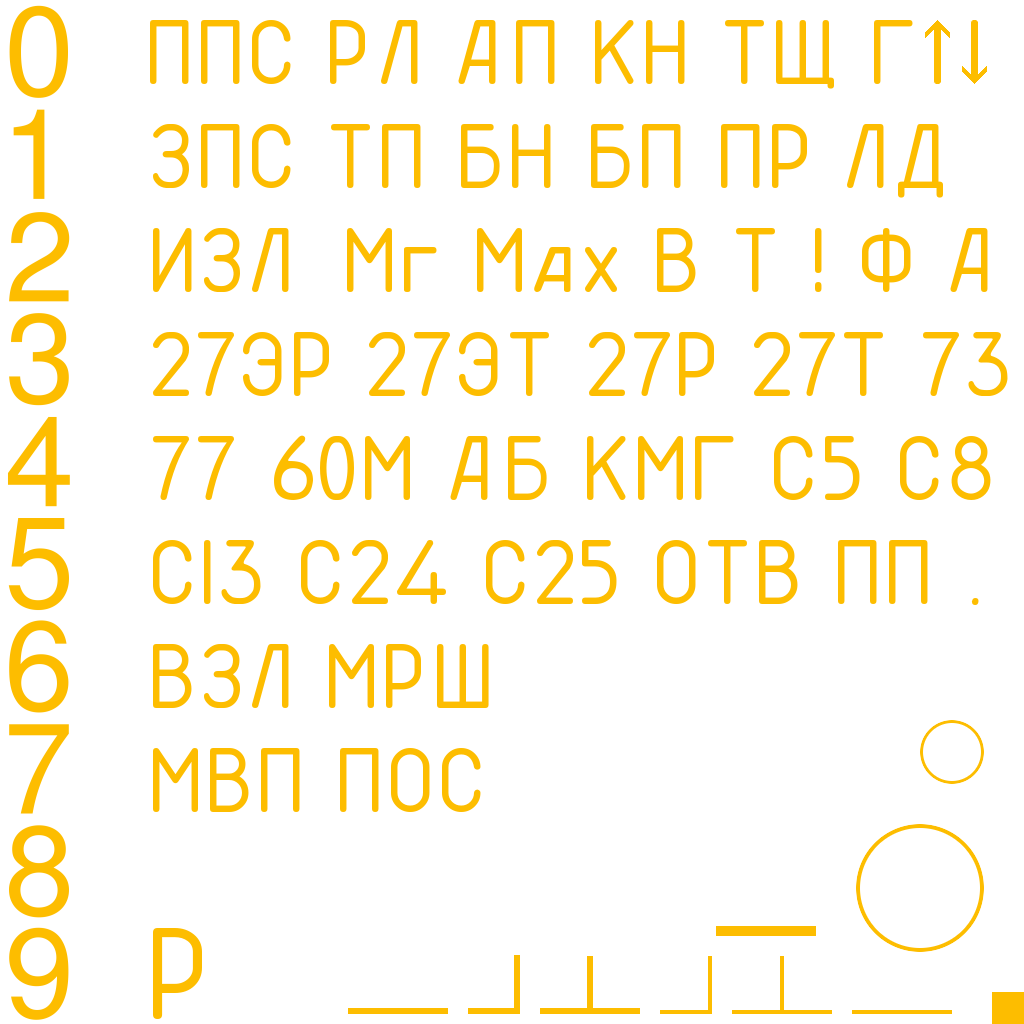 0 ППС РЛ АП КН ТЩ Г↑↓
1 ЗПС ТП БН БП ПР ЛД
2 ИЗЛ Мг Мах В Т ! Ф А
3 27ЭР 27ЭТ 27Р 27Т 73
4 77 60М АБ КМГ С5 С8
5 С13 С24 С25 ОТВ ПП .
6 ВЗЛ МРШ
7 МВП ПОС
8
9 Р